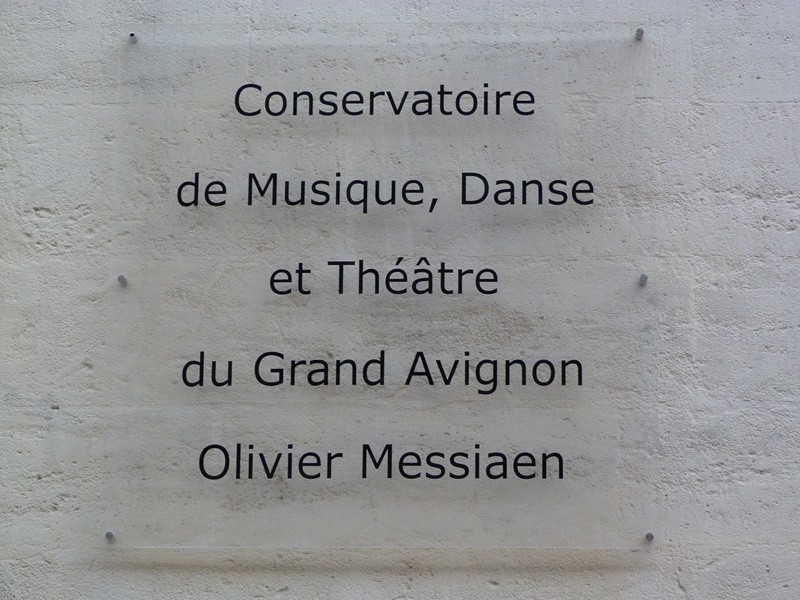 Conservatoire
de Musique, Danse
et Théâtre
du Grand Avignon
Olivier Messiaen